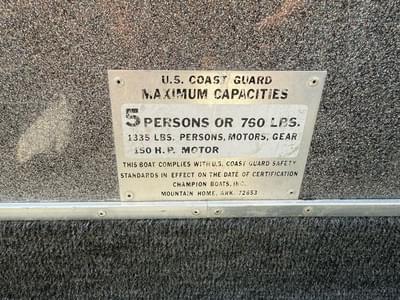 U.S. COAST GUARD
MAXIMUM CAPACITIES
5 PERSONS OR 760 LBS.
1335 LBS. PERSONS, MOTORS, GEAR
150 H.P. MOTOR
THIS BOAT COMPLIES WITH U.S. COAST GUARD SAFETY
STANDARDS IN EFFECT ON THE DATE OF CERTIFICATION
CHAMPION BOATS, INC.
MOUNTAIN HOME, ARK. 72653